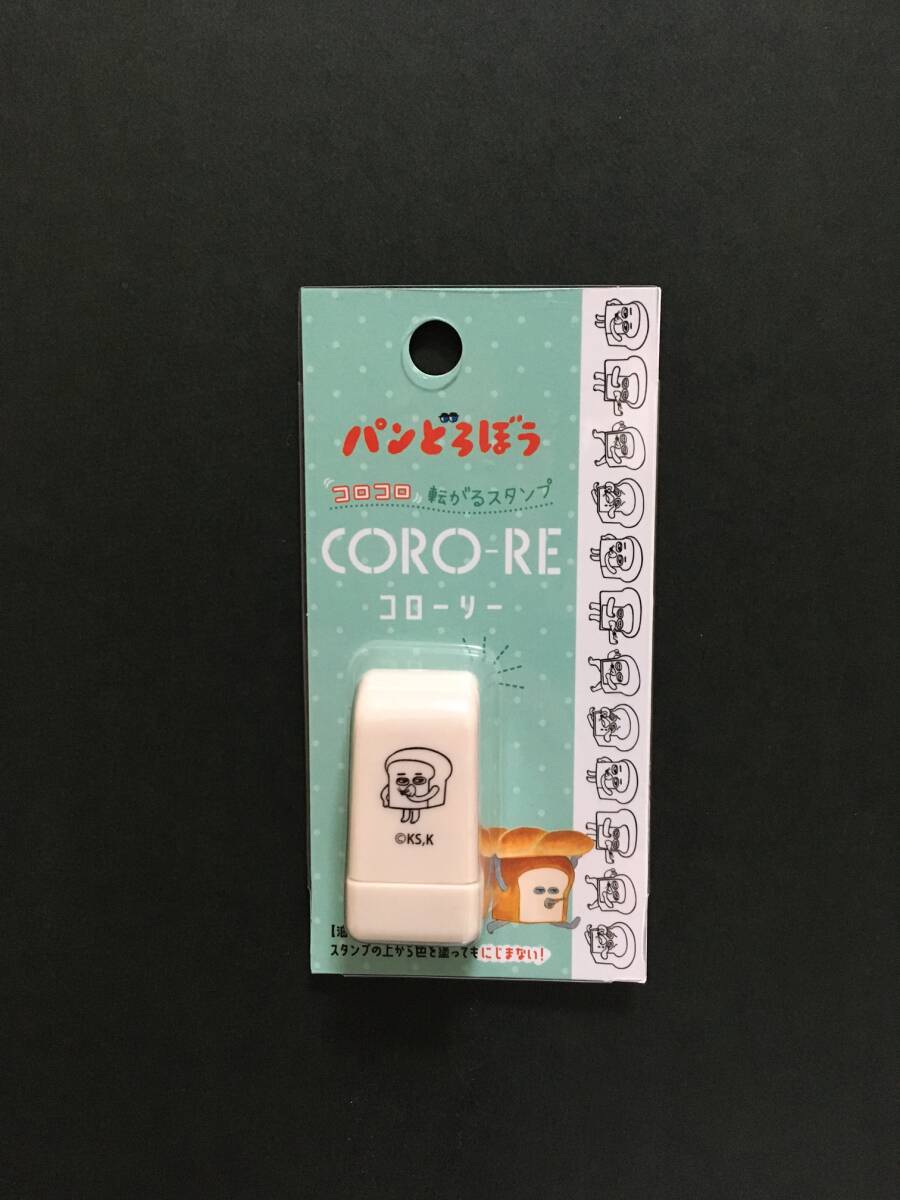 パンどろぼう
コロコロ 転がるスタンプ
CORO-RE
コローリー
©KS,K
スタンプの上から色を塗ってもにじまない!